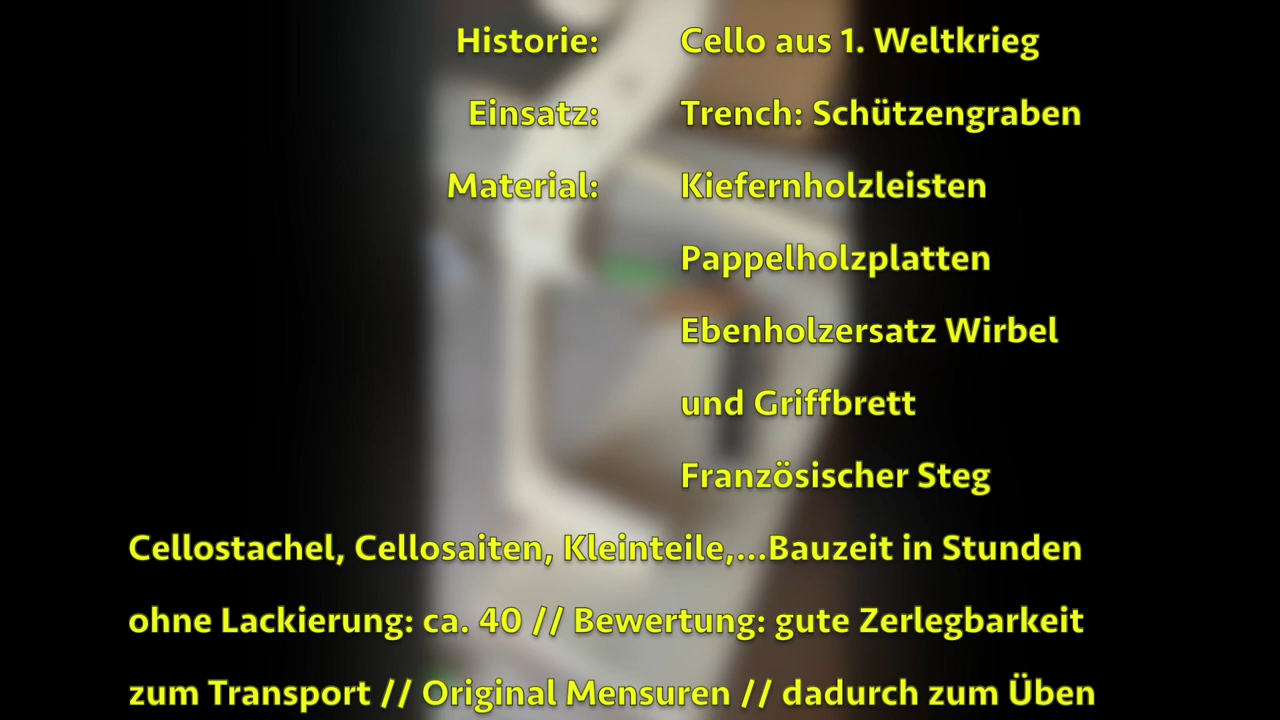 Historie: Cello aus 1. Weltkrieg
Einsatz: Trench: Schützengraben
Material: Kiefernholzleisten
Pappelholzplatten
Ebenholzersatz Wirbel
und Griffbrett
Französischer Steg
Cellostachel, Cellosaiten, Kleinteile,...Bauzeit in Stunden
ohne Lackierung: ca. 40 // Bewertung: gute Zerlegbarkeit
zum Transport // Original Mensuren // dadurch zum Üben